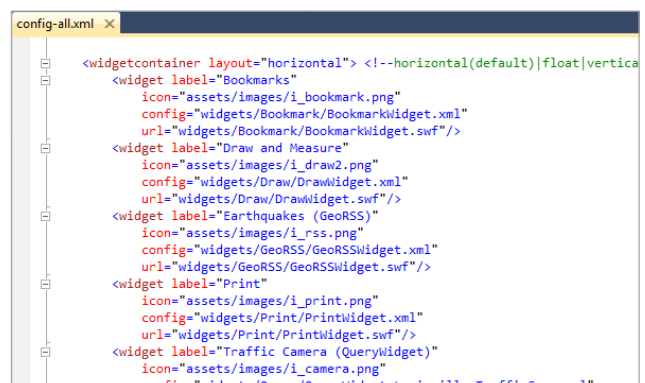 config-all.xml
<widgetcontainer layout="horizontal"> <!--horizontal(default)|float|vertica
<widget label="Bookmarks"
icon="assets/images/i_bookmark.png"
config="widgets/Bookmark/BookmarkWidget.xml"
url="widgets/Bookmark/BookmarkWidget.swf"/>
<widget label="Draw and Measure"
icon="assets/images/i_draw2.png"
config="widgets/Draw/DrawWidget.xml"
url="widgets/Draw/DrawWidget.swf"/>
<widget label="Earthquakes (GeoRSS)"
icon="assets/images/i_rss.png"
config="widgets/GeoRSS/GeoRSSWidget.xml"
url="widgets/GeoRSS/GeoRSSWidget.swf"/>
<widget label="Print"
icon="assets/images/i_print.png"
config="widgets/Print/PrintWidget.xml"
url="widgets/Print/PrintWidget.swf"/>
<widget label="Traffic Camera (QueryWidget)"
icon="assets/images/i_camera.png"